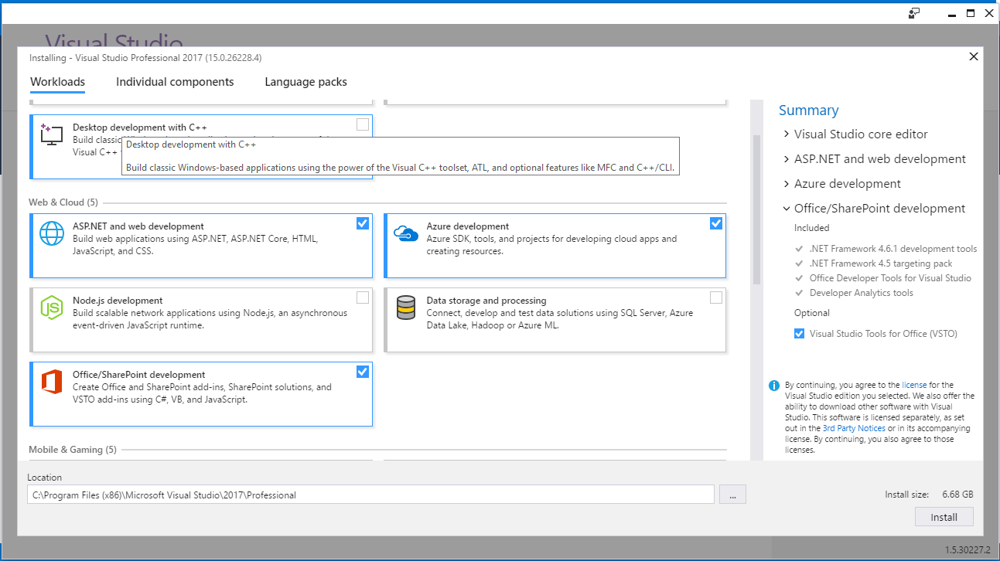 Visual Studio
Installing - Visual Studio Professional 2017 (15.0.26228.4)
Workloads
Individual components
Language packs
Desktop development with C++
Build classic
Visual C++
Desktop development with C++
Build classic Windows-based applications using the power of the Visual C++ toolset, ATL, and optional features like MFC and C++/CLI.
Web & Cloud (5)
ASP.NET and web development
Build web applications using ASP.NET, ASP.NET Core, HTML,
JavaScript, and CSS.
Azure development
Azure SDK, tools, and projects for developing cloud apps and
creating resources.
Node.js development
Build scalable network applications using Node.js, an asynchronous
event-driven JavaScript runtime.
Data storage and processing
Connect, develop and test data solutions using SQL Server, Azure
Data Lake, Hadoop or Azure ML.
Office/SharePoint development
Create Office and SharePoint add-ins, SharePoint solutions, and
VSTO add-ins using C#, VB, and JavaScript.
Mobile & Gaming (5)
Summary
Visual Studio core editor
ASP.NET and web development
Azure development
Office/SharePoint development
Included
.NET Framework 4.6.1 development tools
.NET Framework 4.5 targeting pack
Office Developer Tools for Visual Studio
Developer Analytics tools
Optional
Visual Studio Tools for Office (VSTO)
By continuing, you agree to the license for the
Visual Studio edition you selected. We also offer the
ability to download other software with Visual
Studio. This software is licensed separately, as set
out in the 3rd Party Notices or in its accompanying
license. By continuing, you also agree to those
licenses.
Location
C:\Program Files (x86)\Microsoft Visual Studio\2017\Professional
...
Install size: 6.68 GB
Install
1.5.30227.2